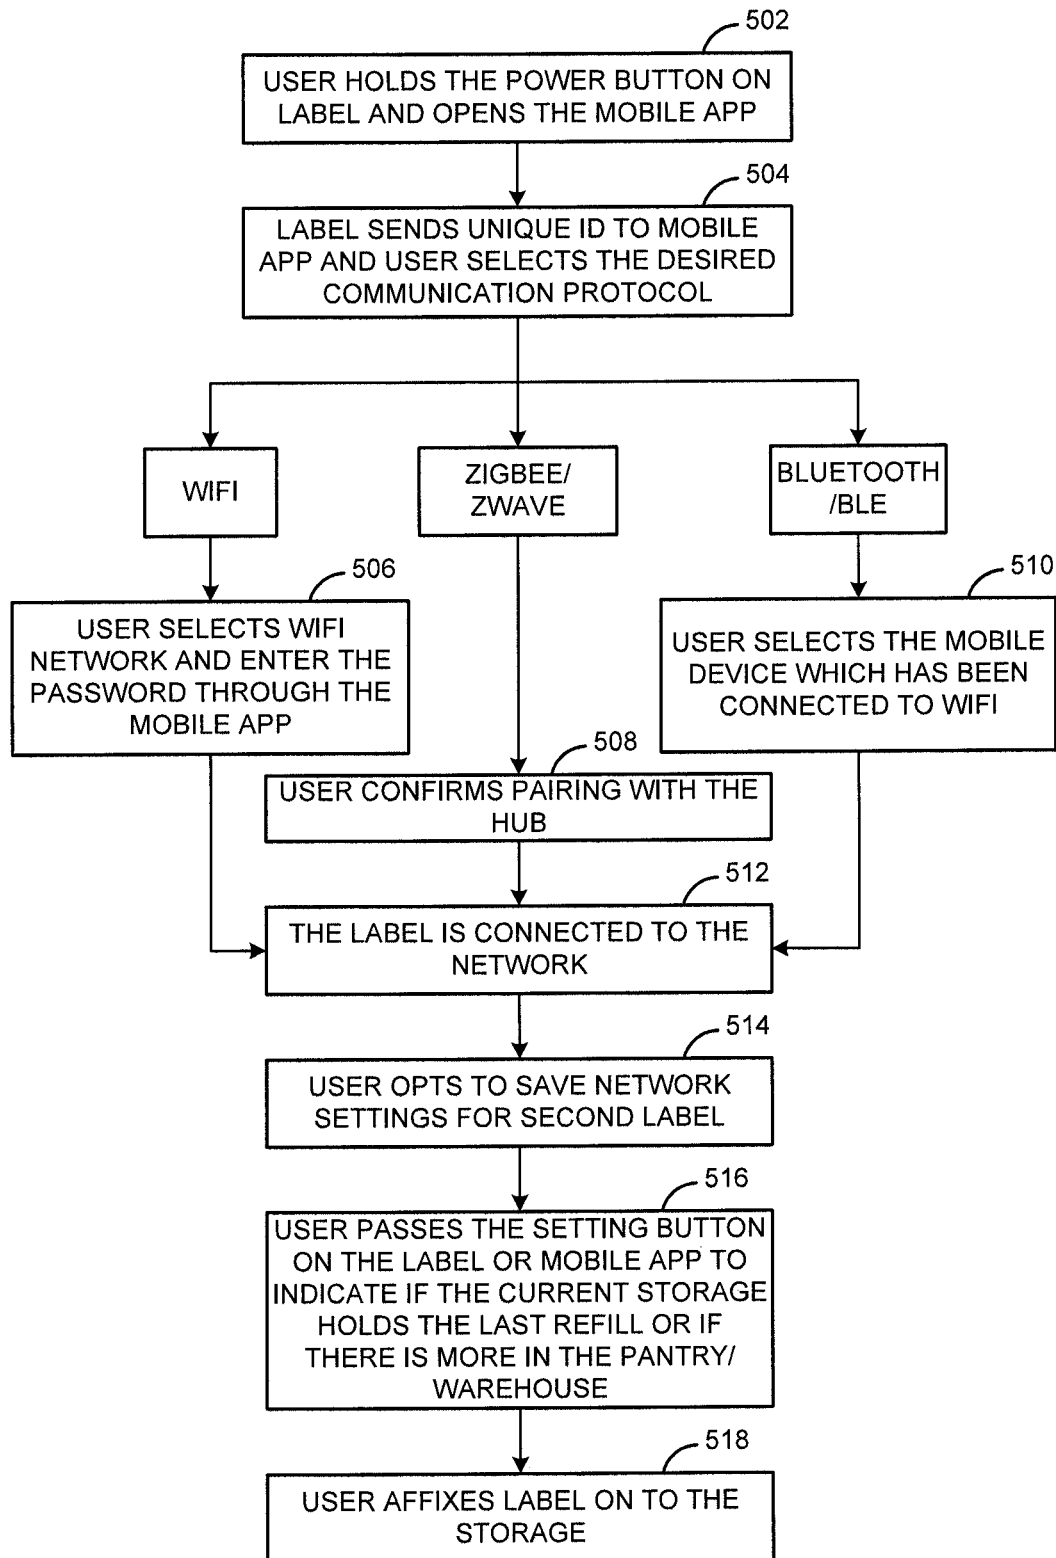 502
USER HOLDS THE POWER BUTTON ON
LABEL AND OPENS THE MOBILE APP
504
LABEL SENDS UNIQUE ID TO MOBILE
APP AND USER SELECTS THE DESIRED
COMMUNICATION PROTOCOL
WIFI
ZIGBEE/
ZWAVE
BLUETOOTH
/BLE
506
USER SELECTS WIFI
NETWORK AND ENTER THE
PASSWORD THROUGH THE
MOBILE APP
510
USER SELECTS THE MOBILE
DEVICE WHICH HAS BEEN
CONNECTED TO WIFI
508
USER CONFIRMS PAIRING WITH THE
HUB
512
THE LABEL IS CONNECTED TO THE
NETWORK
514
USER OPTS TO SAVE NETWORK
SETTINGS FOR SECOND LABEL
516
USER PASSES THE SETTING BUTTON
ON THE LABEL OR MOBILE APP TO
INDICATE IF THE CURRENT STORAGE
HOLDS THE LAST REFILL OR IF
THERE IS MORE IN THE PANTRY/
WAREHOUSE
518
USER AFFIXES LABEL ON TO THE
STORAGE